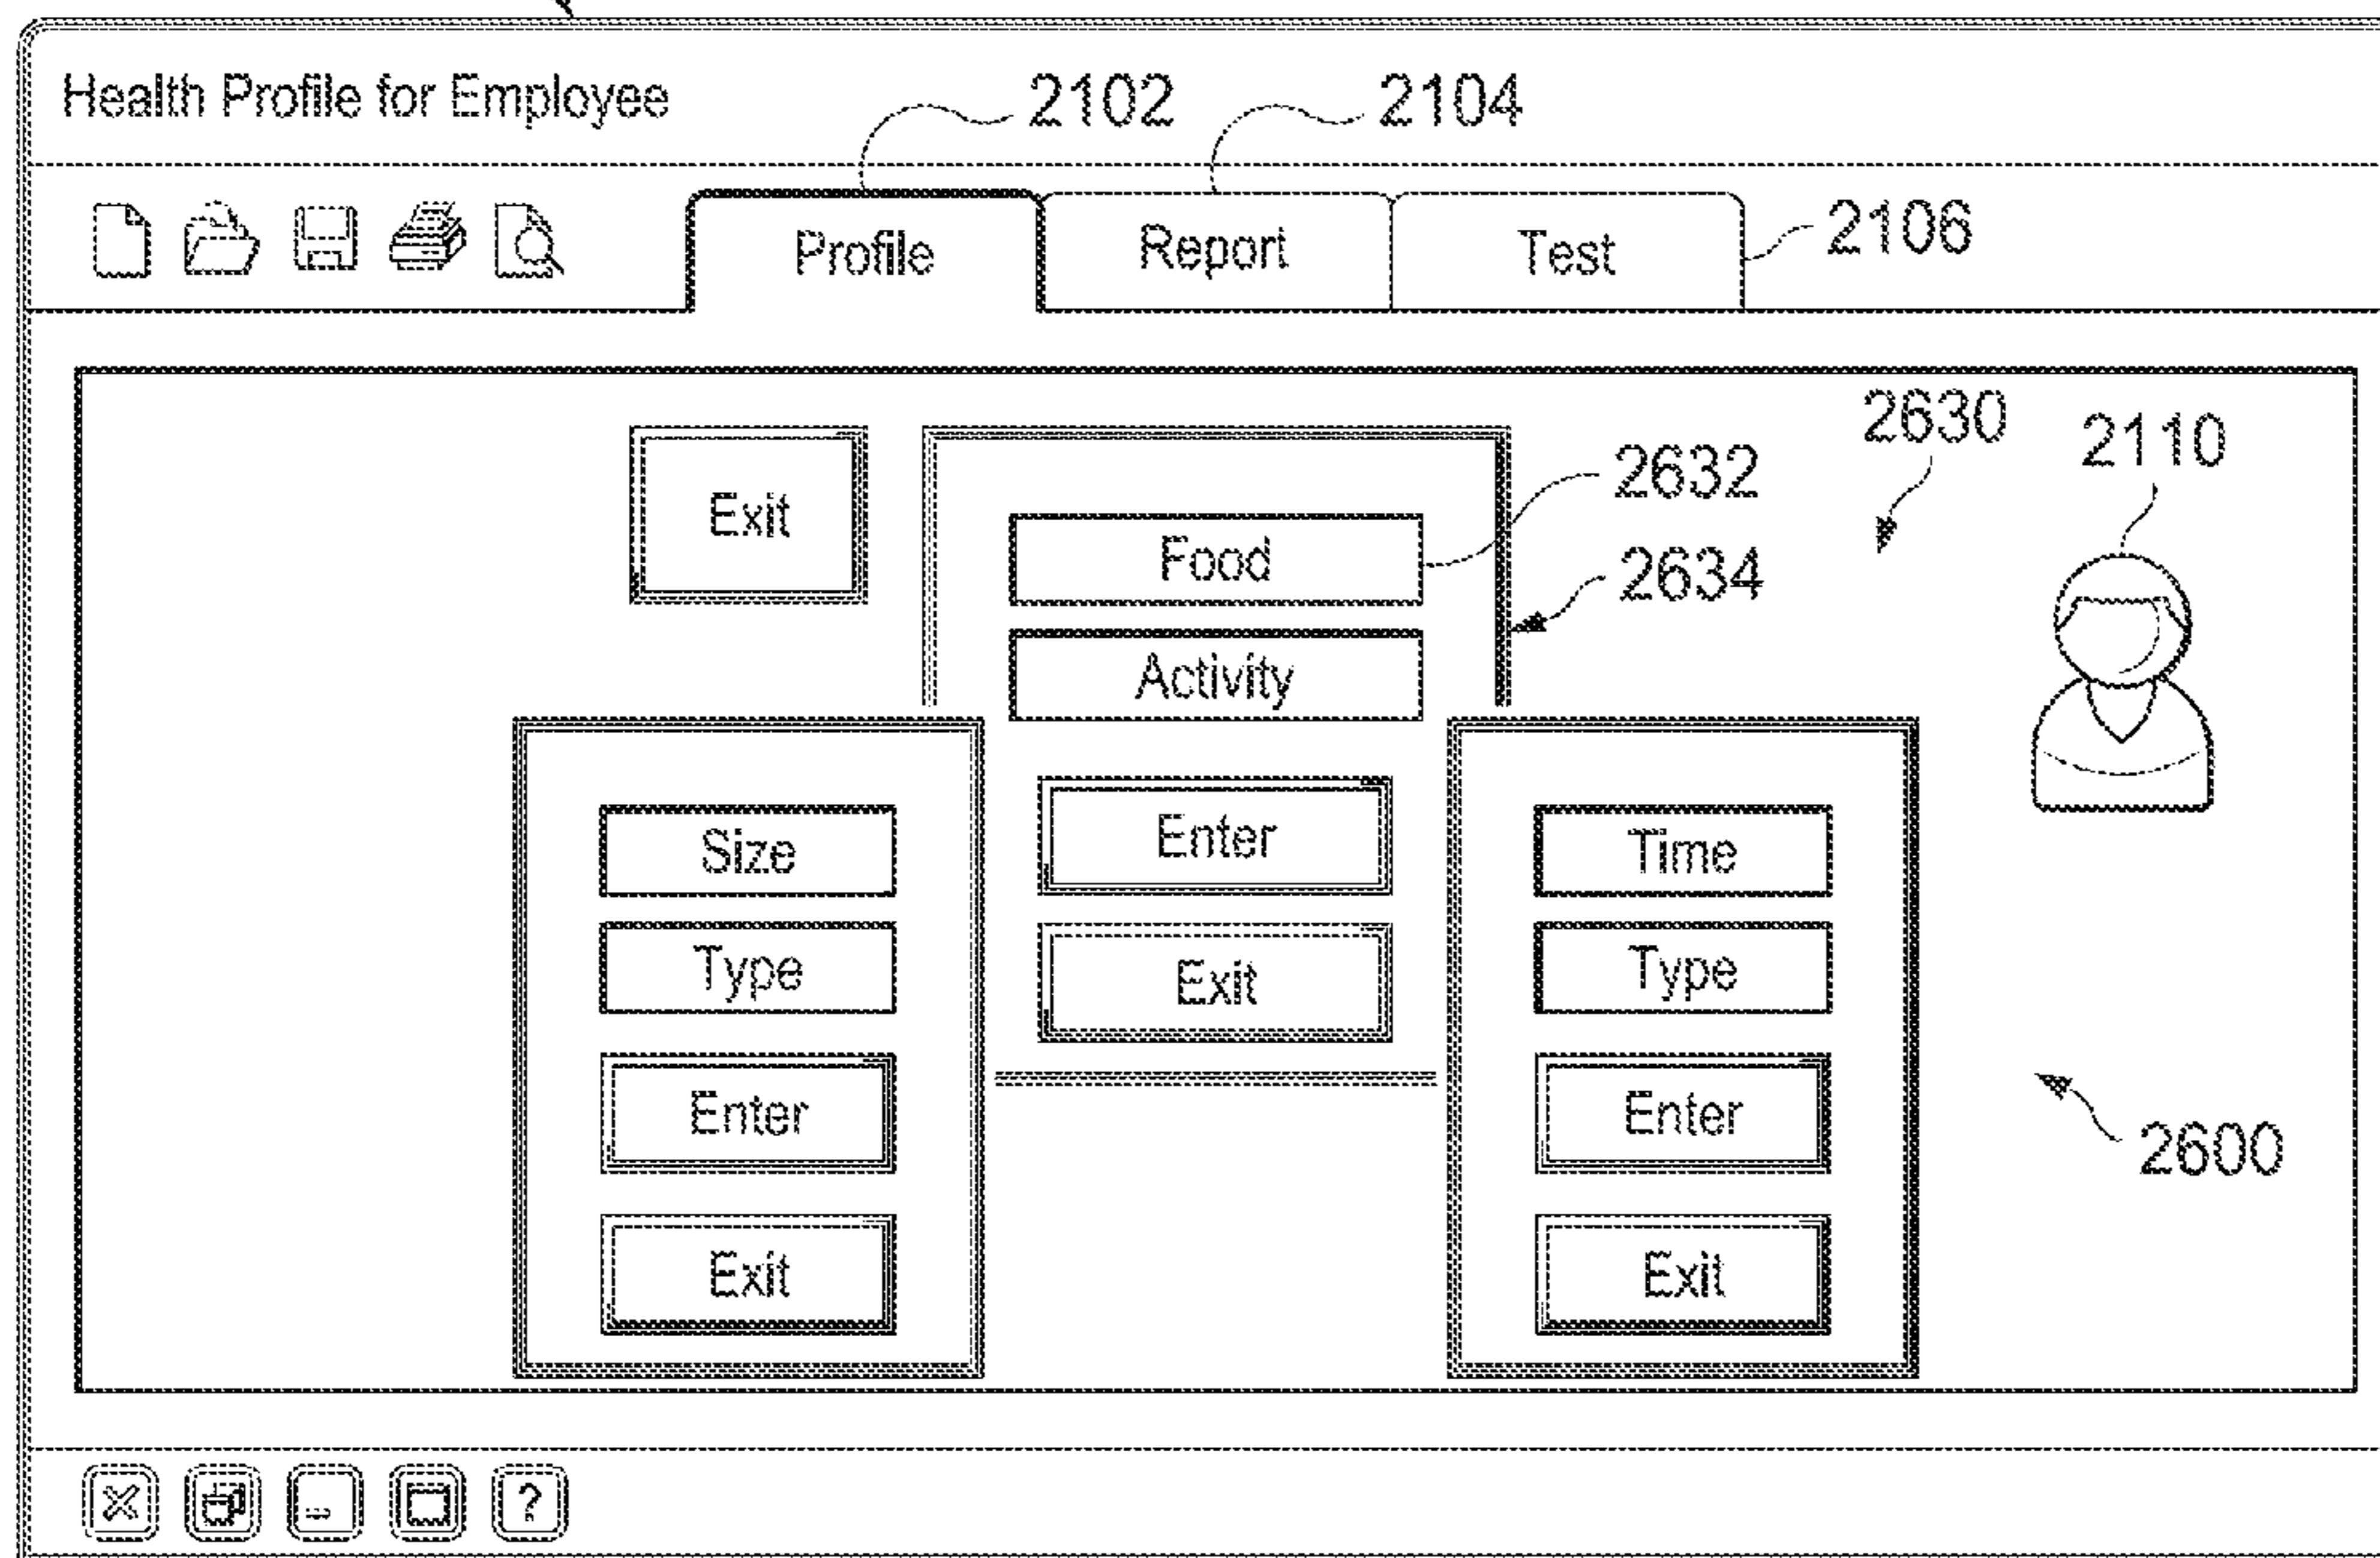 Health Profile for Employee
2102
2104
Profile
Report
Test
2106
2630
2110
Exit
Food
2632
2634
Activity
Size
Enter
Time
Type
Exit
Type
Enter
Enter
2600
Exit
Exit
?